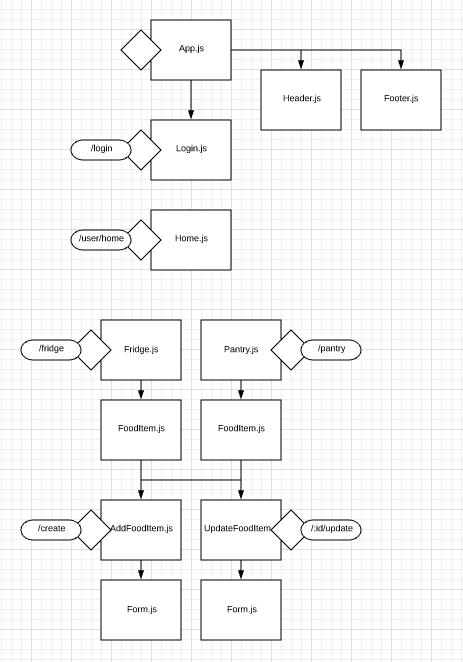 App.js
Header.js
Footer.js
/login
Login.js
/user/home
Home.js
/fridge
Fridge.js
Pantry.js
/pantry
FoodItem.js
FoodItem.js
/create
AddFoodItem.js
UpdateFoodItem
/:id/update
Form.js
Form.js